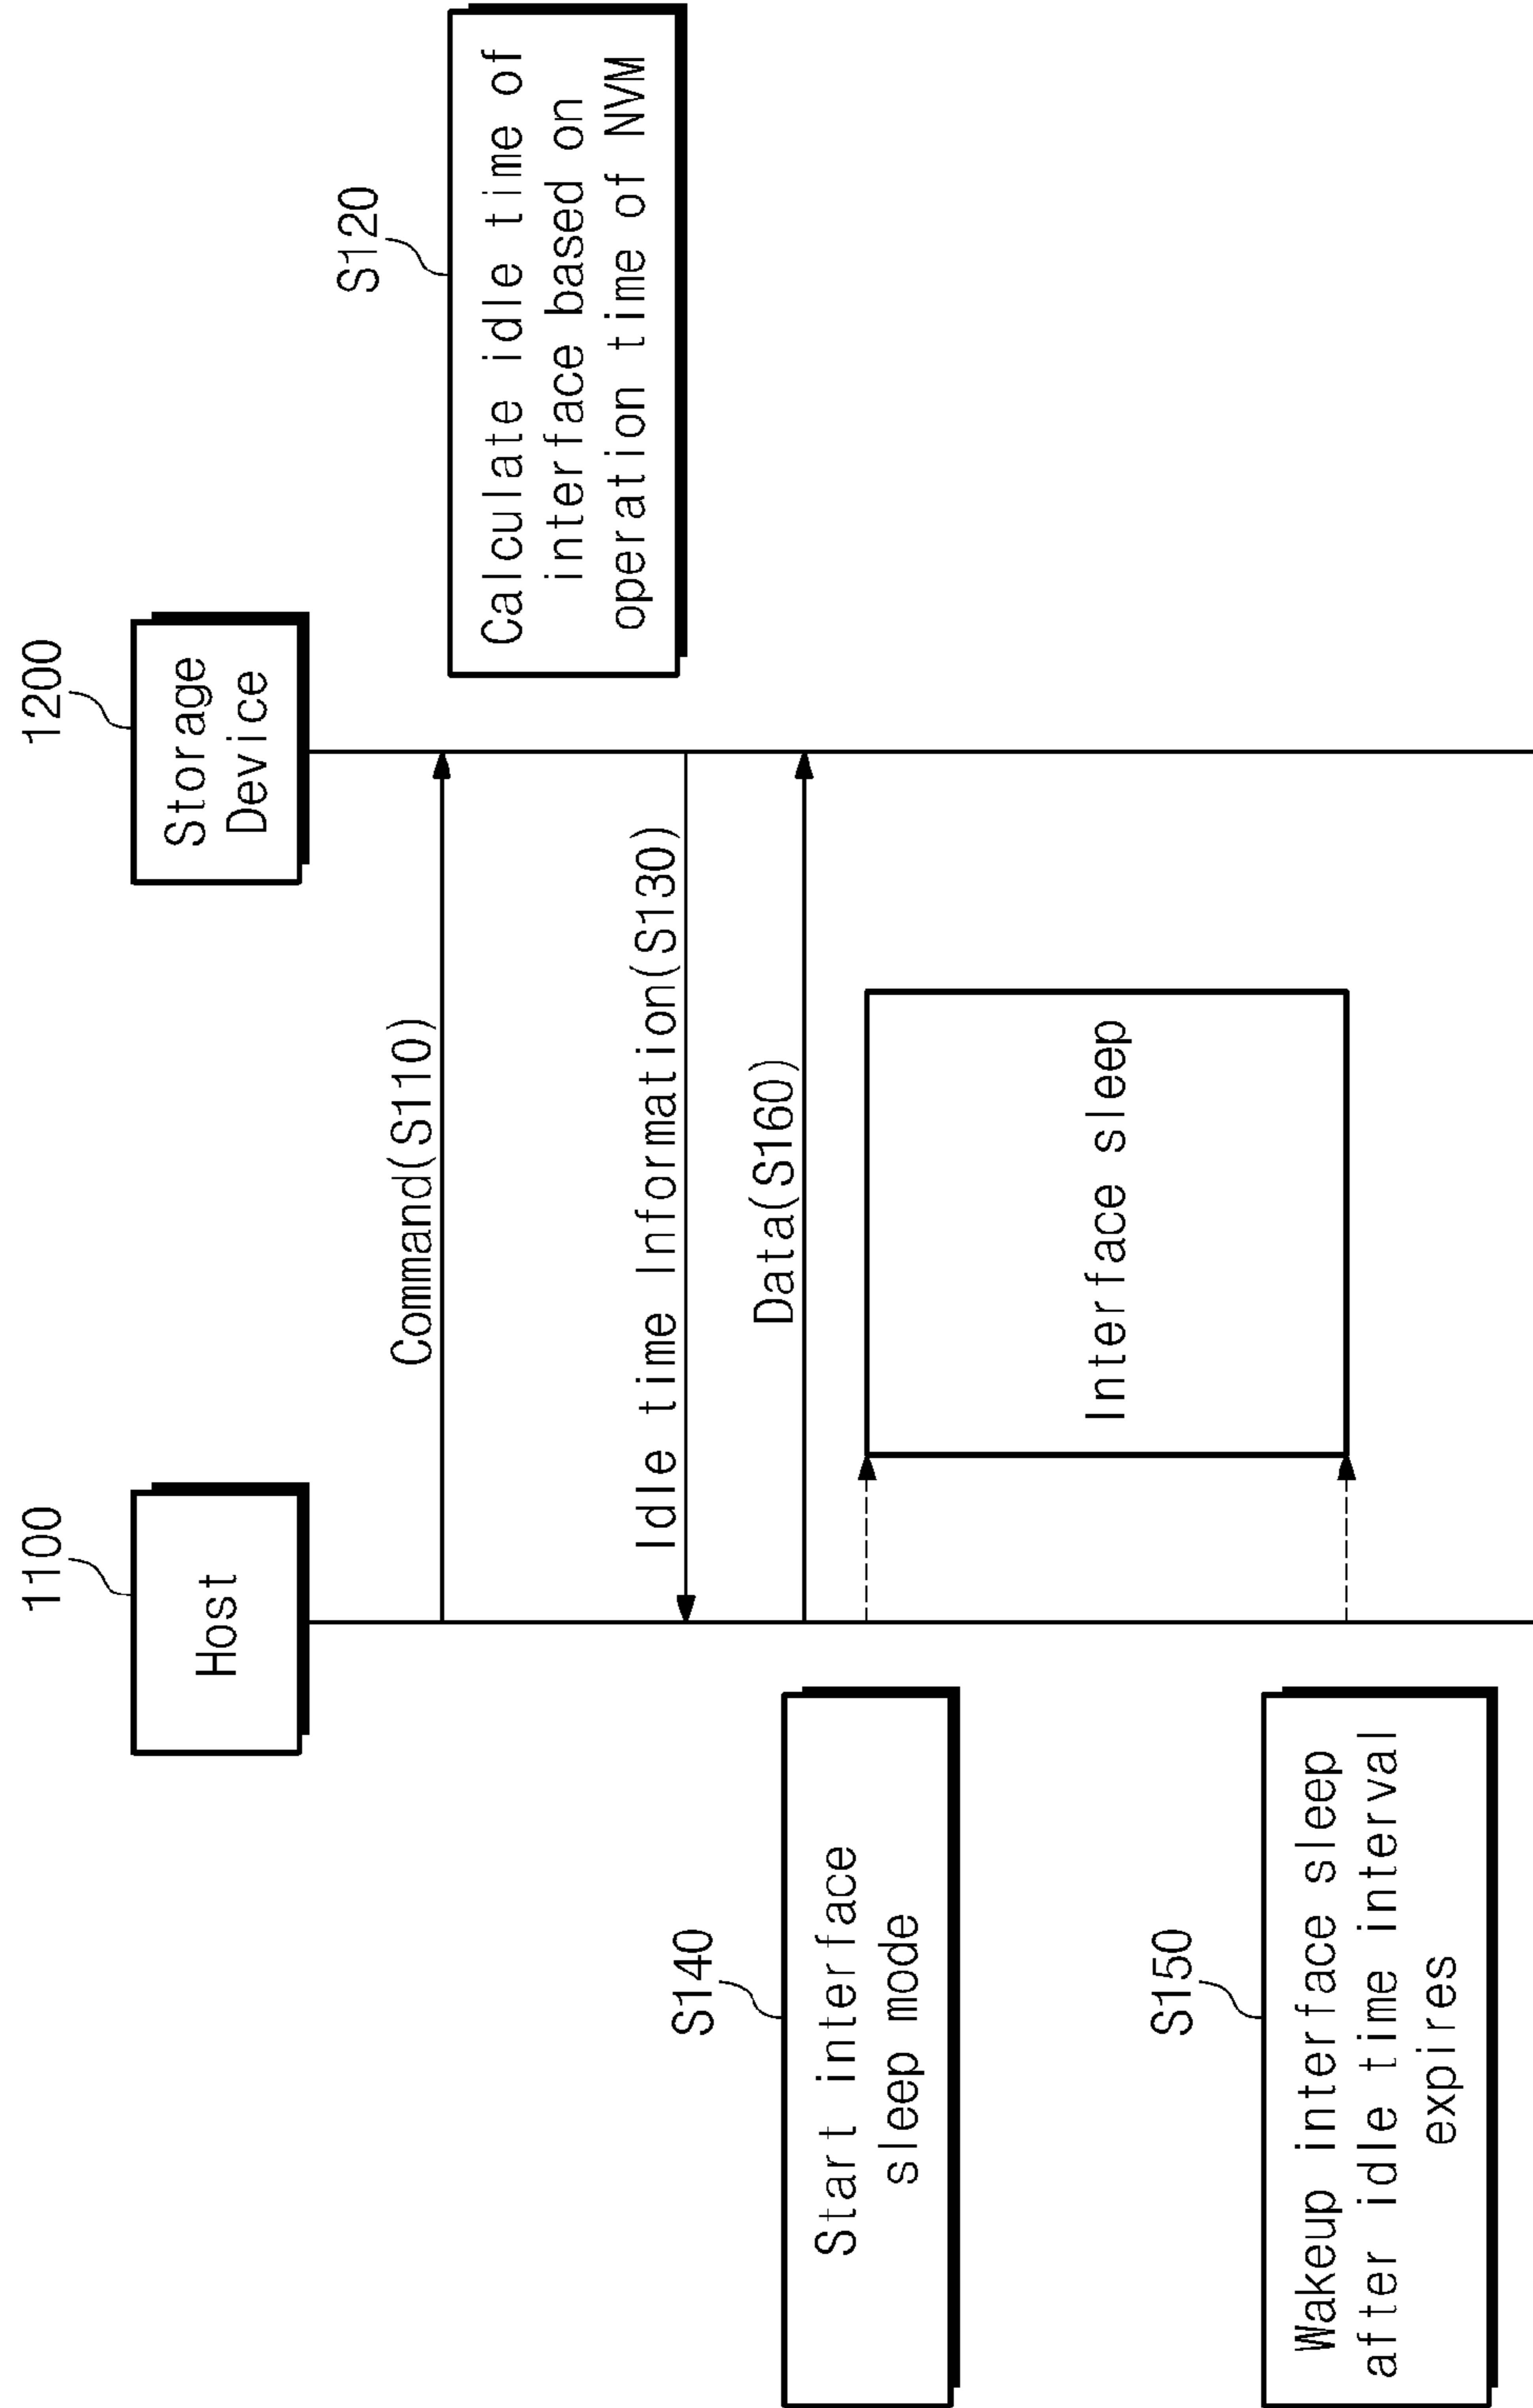 1100
Host
1200
Storage
Device
Command(S110)
S120
Calculate idle time of
interface based on
operation time of NVM
Idle time Information(S130)
Data(S160)
S140
Start interface
sleep mode
Interface sleep
S150
Wakeup interface sleep
after idle time interval
expires